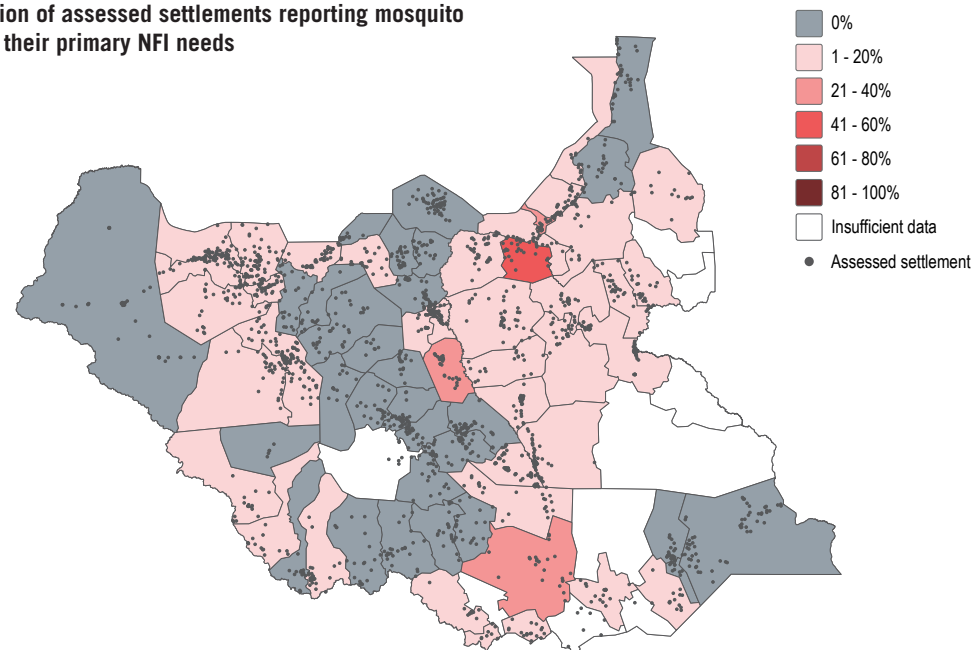 ion of assessed settlements reporting mosquito
their primary NFI needs
0%
1 - 20%
21 - 40%
41 - 60%
61 - 80%
81 - 100%
Insufficient data
Assessed settlement